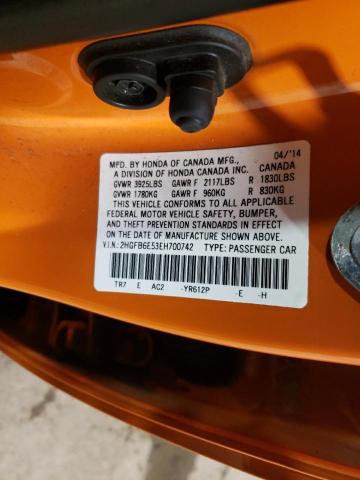 MFD. BY HONDA OF CANADA MFG., 04/'14
A DIVISION OF HONDA CANADA INC. CANADA
GVWR 3925LBS GAWR F 2117LBS R 1830LBS
GVWR 1780KG GAWR F 960KG R 830KG
THIS VEHICLE CONFORMS TO ALL APPLICABLE
FEDERAL MOTOR VEHICLE SAFETY, BUMPER,
AND THEFT PREVENTION STANDARDS IN
EFFECT ON THE DATE OF MANUFACTURE
SHOWN ABOVE.
V.I.N.: 2HGFB6E53EH700742 TYPE: PASSENGER CAR
TR7 E AC2 -YR612P -E -H